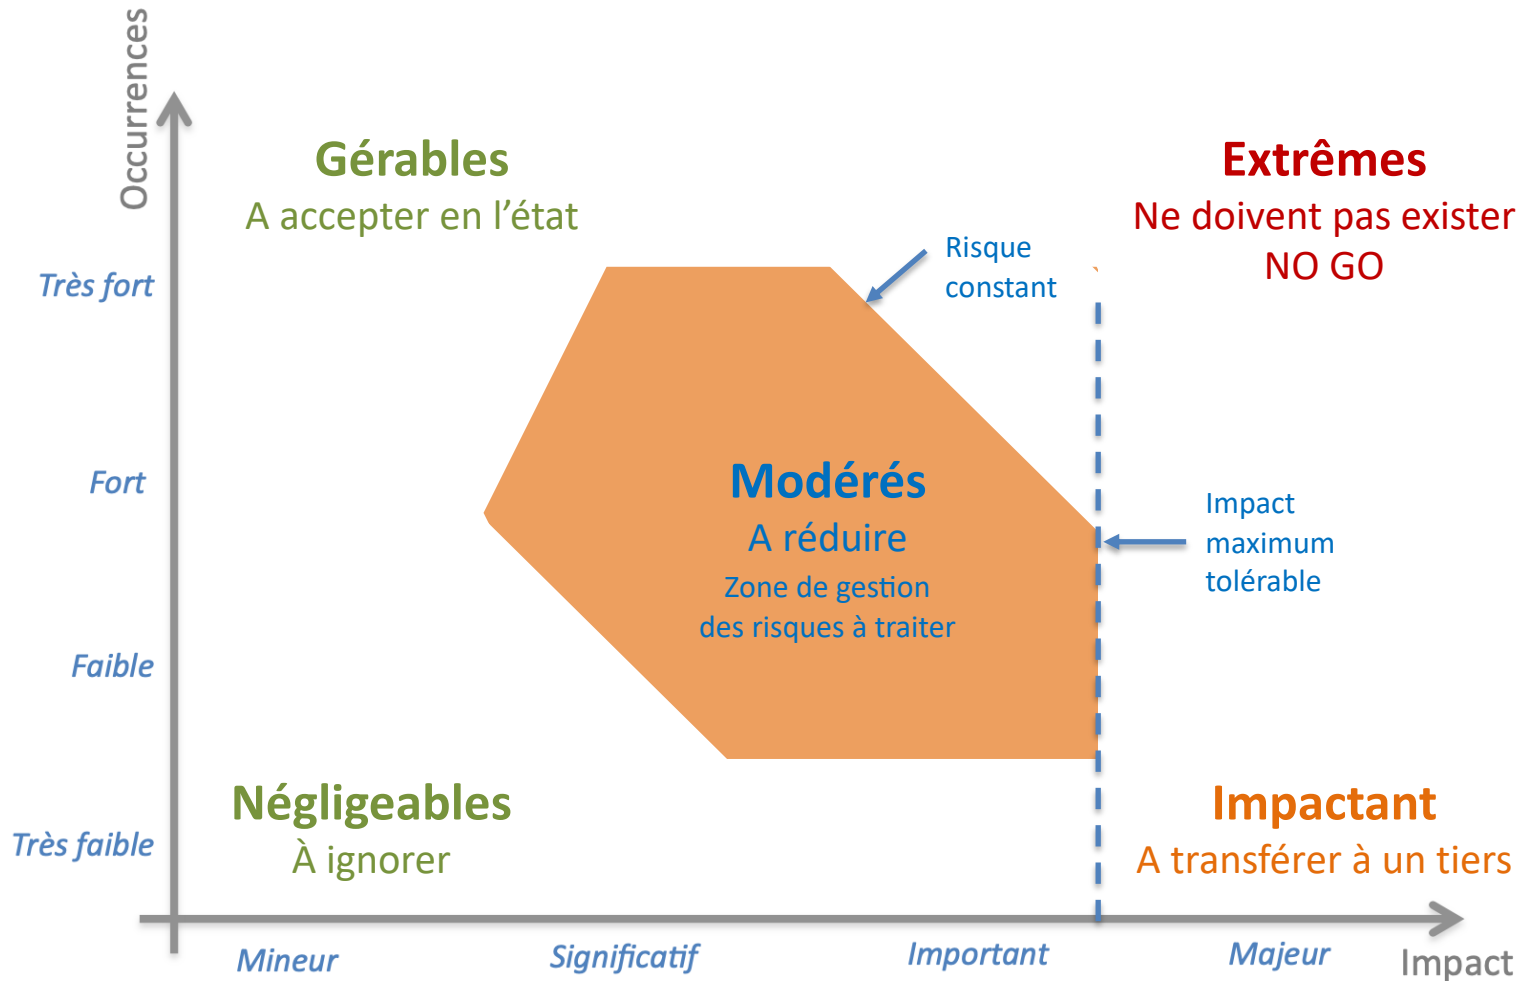 Occurrences
Gérables
A accepter en l’état
Extrêmes
Ne doivent pas exister
NO GO
Risque
constant
Très fort
Fort
Faible
Très faible
Modérés
A réduire
Zone de gestion
des risques à traiter
Impact
maximum
tolérable
Négligeables
À ignorer
Impactant
A transférer à un tiers
Mineur
Significatif
Important
Majeur
Impact